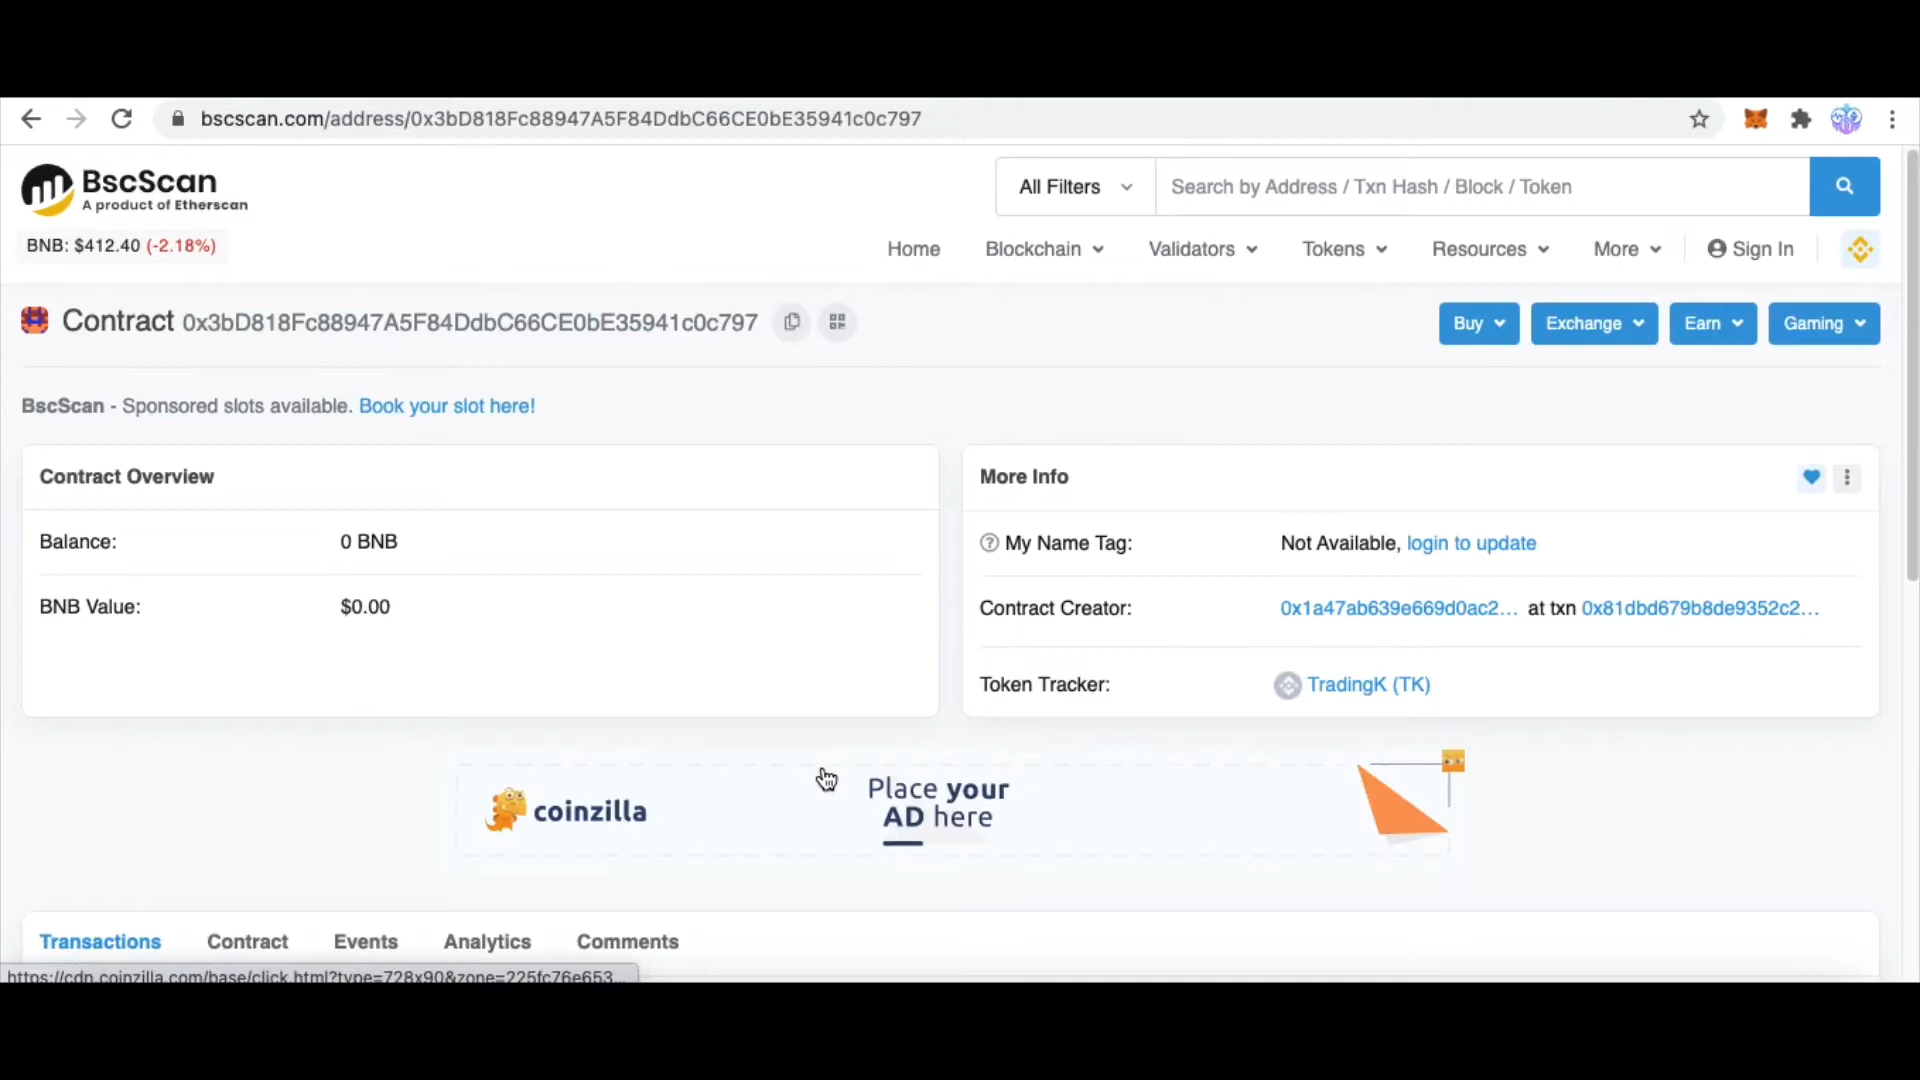 bscscan.com/address/0x3bD818Fc88947A5F84DdbC66CE0bE35941c0c797
BscScan
A product of Etherscan
All Filters
Search by Address / Txn Hash / Block / Token
BNB: $412.40 (-2.18%)
Home Blockchain Validators Tokens Resources More Sign In
Contract 0x3bD818Fc88947A5F84DdbC66CE0bE35941c0c797
Buy Exchange Earn Gaming
BscScan - Sponsored slots available. Book your slot here!
Contract Overview
Balance: 0 BNB
BNB Value: $0.00
More Info
My Name Tag: Not Available, login to update
Contract Creator: 0x1a47ab639e669d0ac2... at txn 0x81dbd679b8de9352c2...
Token Tracker: TradingK (TK)
coinzilla
Place your
AD here
Transactions Contract Events Analytics Comments
https://cdn.coinzilla.com/base/click.html?type=728x90&zone=225fc76e653...